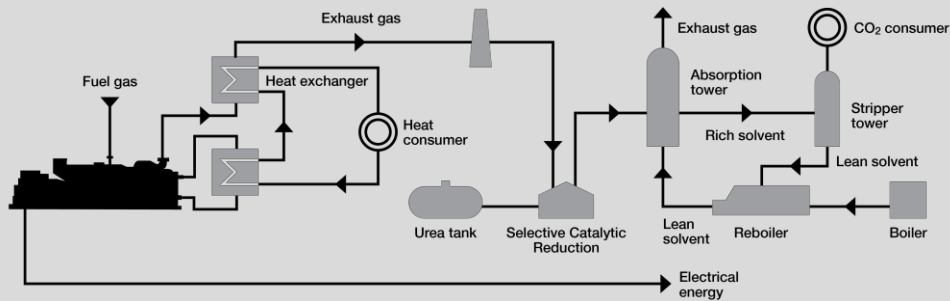 Exhaust gas
Fuel gas
Heat exchanger
Heat
consumer
Urea tank
Selective Catalytic
Reduction
Exhaust gas
Absorption
tower
Rich solvent
CO₂ consumer
Stripper
tower
Lean solvent
Lean
solvent
Reboiler
Boiler
Electrical
energy